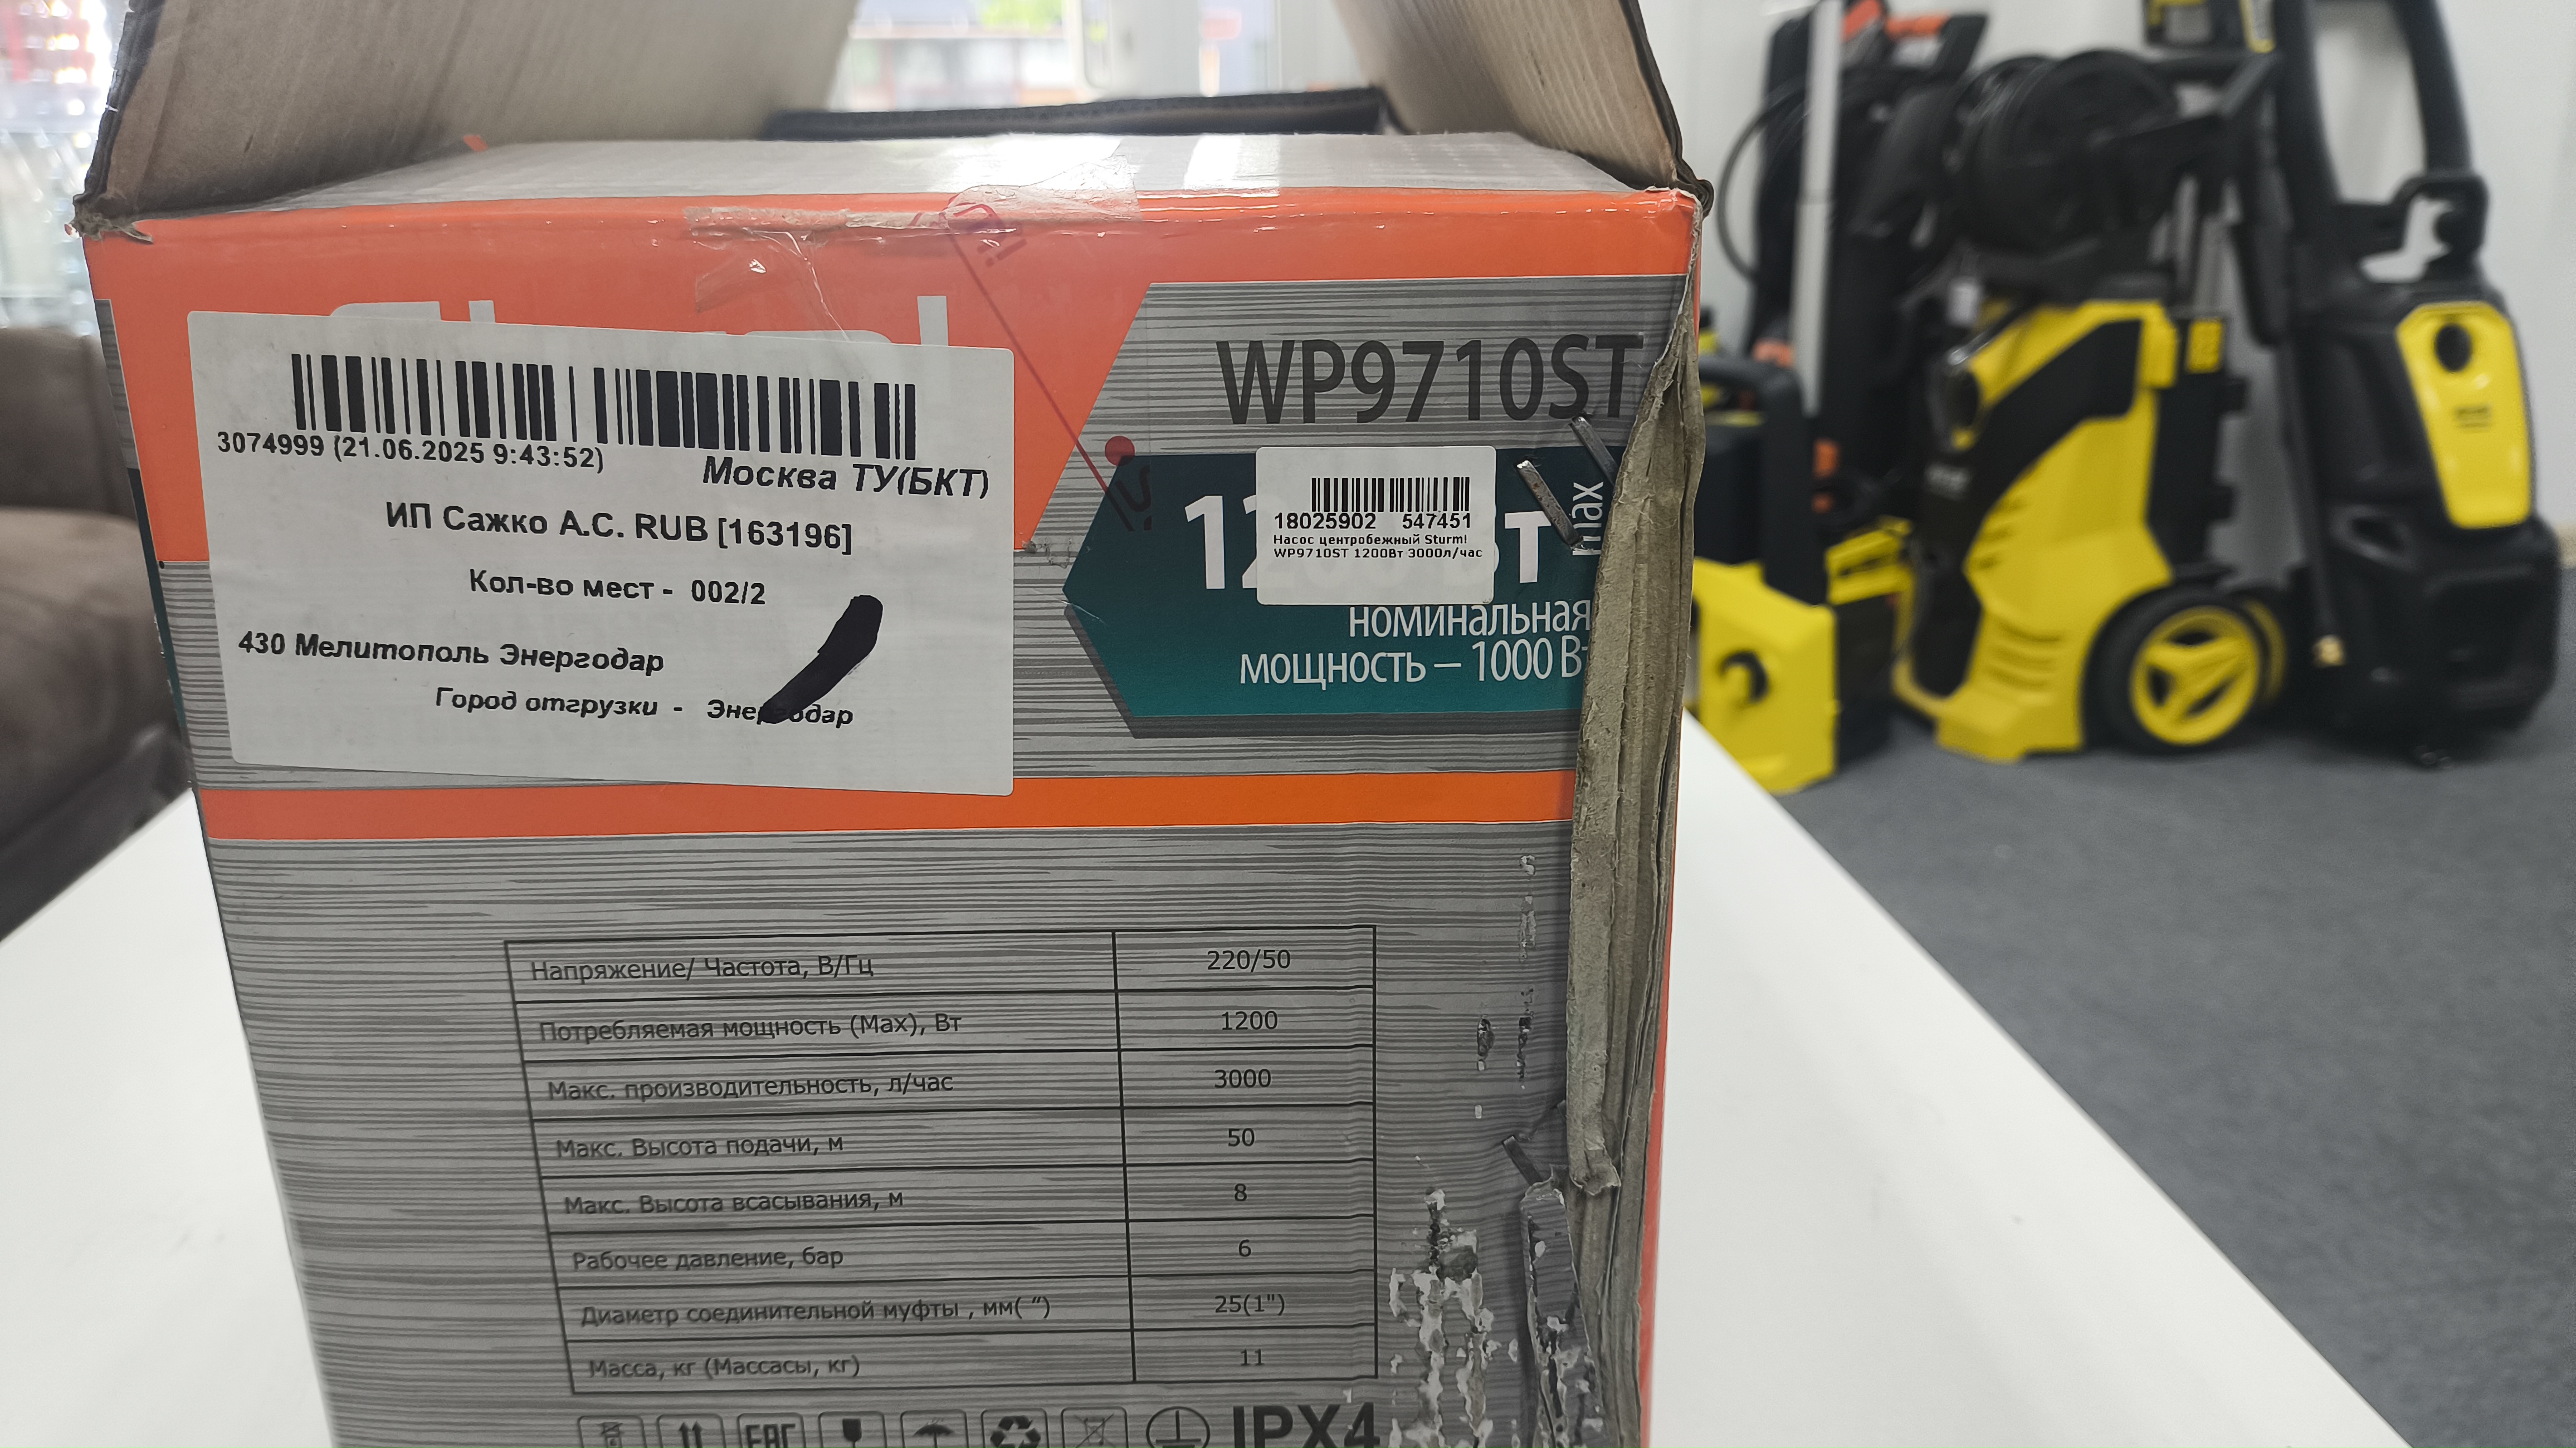 3074999 (21.06.2025 9:43:52)
Москва ТУ(БКТ)
ИП Сажко А.С. RUB [163196]
Кол-во мест - 002/2
430 Мелитополь Энергодар
Город отгрузки - Энергодар
WP9710ST
18025902 547451
Насос центробежный Sturm!
WP9710ST 1200Вт 3000л/час
max
номинальная
мощность – 1000 В
Напряжение/ Частота, В/Гц 220/50
Потребляемая мощность (Max), Вт 1200
Макс. производительность, л/час 3000
Макс. Высота подачи, м 50
Макс. Высота всасывания, м 8
Рабочее давление, бар 6
Диаметр соединительной муфты , мм( ") 25(1")
Масса, кг (Массасы, кг) 11
EAC IPX4